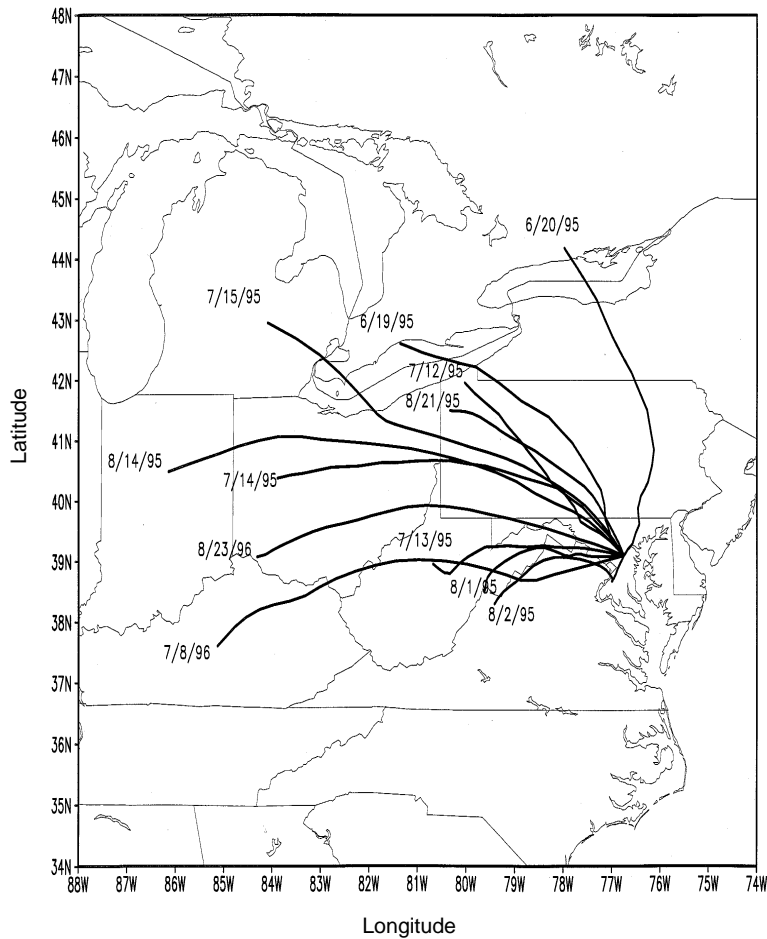 48N
47N
46N
45N
44N
43N
42N
41N
40N
39N
38N
37N
36N
35N
34N
Latitude
6/20/95
7/15/95
6/19/95
7/12/95
8/21/95
8/14/95
7/14/95
7/13/95
8/23/96
8/1/95
8/2/95
7/8/96
88W 87W 86W 85W 84W 83W 82W 81W 80W 79W 78W 77W 76W 75W 74W
Longitude